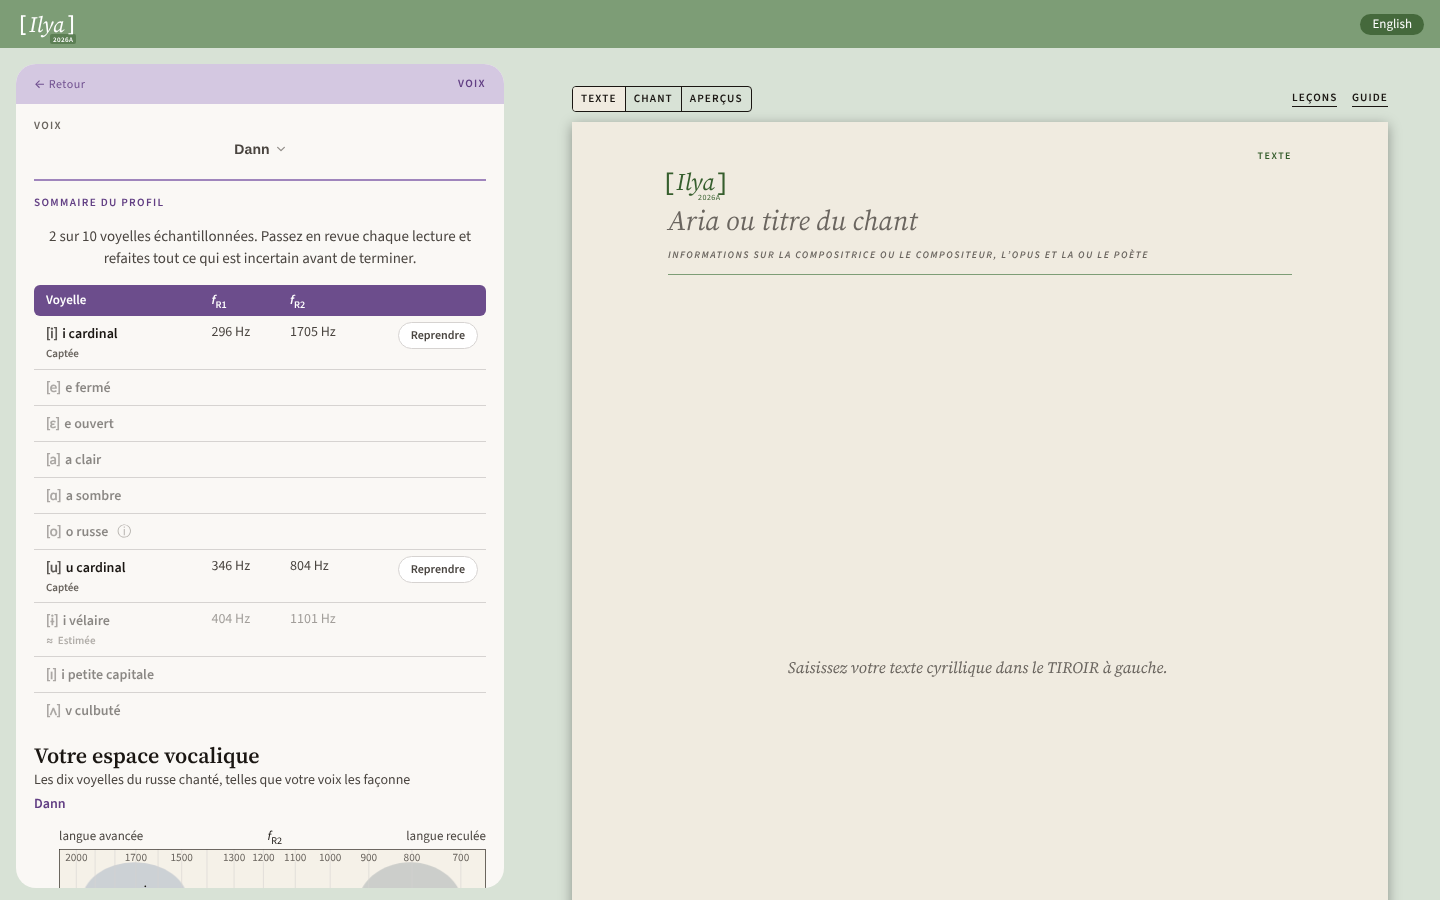 [Ilya]
2026A
English
← Retour
VOIX
VOIX
Dann
SOMMAIRE DU PROFIL
2 sur 10 voyelles échantillonnées. Passez en revue chaque lecture et
refaites tout ce qui est incertain avant de terminer.
Voyelle fR1 fR2
[i] i cardinal 296 Hz 1705 Hz Reprendre
Captée
[e] e fermé
[ɛ] e ouvert
[a] a clair
[ɑ] a sombre
[o] o russe ⓘ
[u] u cardinal 346 Hz 804 Hz Reprendre
Captée
[ɨ] i vélaire 404 Hz 1101 Hz
≈ Estimée
[ɪ] i petite capitale
[ʌ] v culbuté
Votre espace vocalique
Les dix voyelles du russe chanté, telles que votre voix les façonne
Dann
langue avancée fR2 langue reculée
2000 1700 1500 1300 1200 1100 1000 900 800 700
TEXTE CHANT APERÇUS
LEÇONS GUIDE
TEXTE
[Ilya]
2026A
Aria ou titre du chant
INFORMATIONS SUR LA COMPOSITRICE OU LE COMPOSITEUR, L'OPUS ET LA OU LE POÈTE
Saisissez votre texte cyrillique dans le TIROIR à gauche.